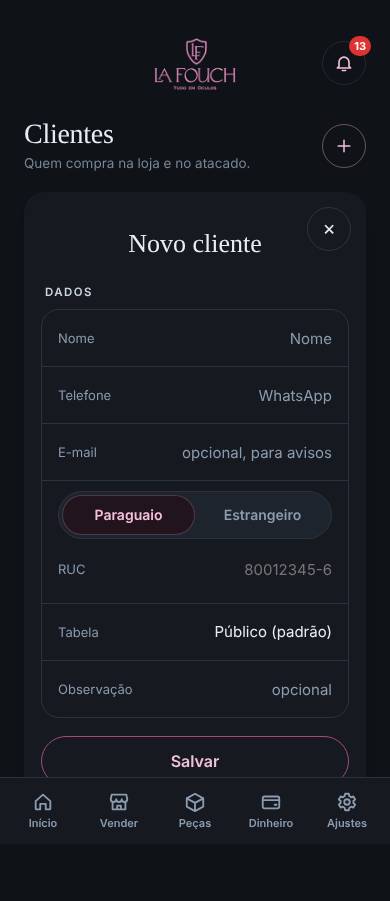 LF
LA FOUCH
Tudo em Óculos
13
Clientes
Quem compra na loja e no atacado.
Novo cliente
DADOS
Nome Nome
Telefone WhatsApp
E-mail opcional, para avisos
Paraguaio Estrangeiro
RUC 80012345-6
Tabela Público (padrão)
Observação opcional
Salvar
Início Vender Peças Dinheiro Ajustes